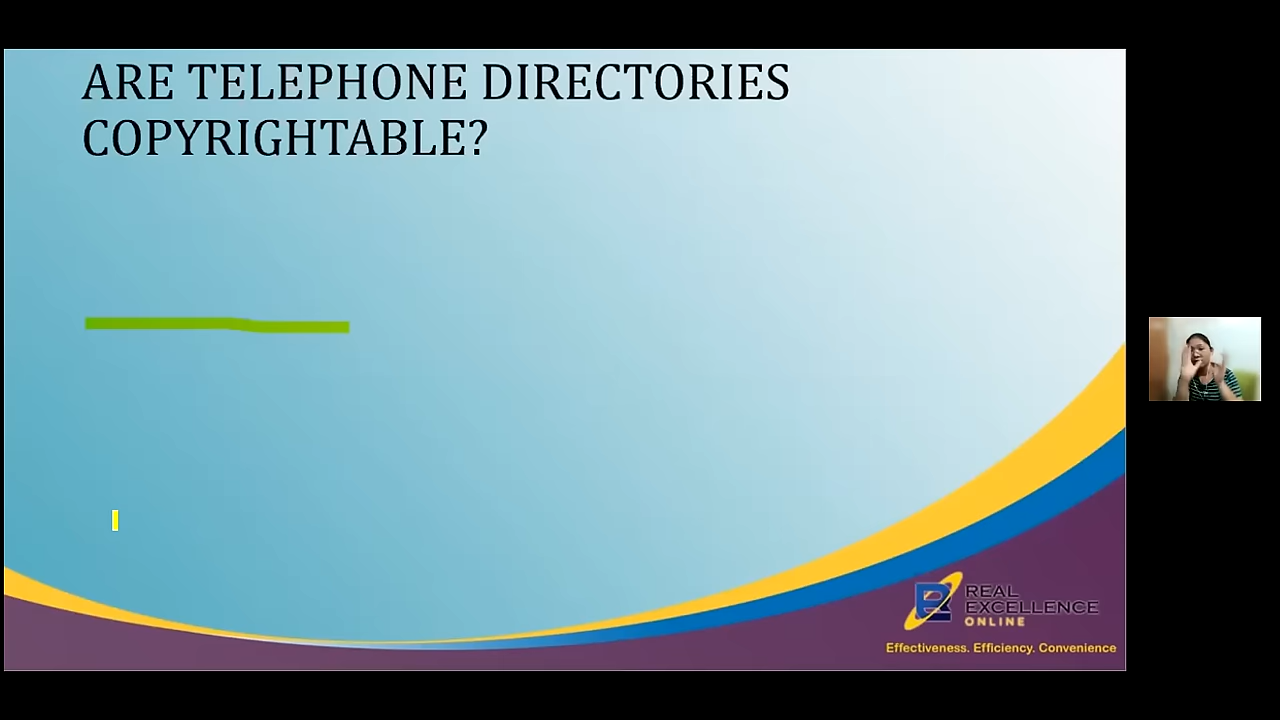 ARE TELEPHONE DIRECTORIES
COPYRIGHTABLE?
REAL
EXCELLENCE
ONLINE
Effectiveness. Efficiency. Convenience